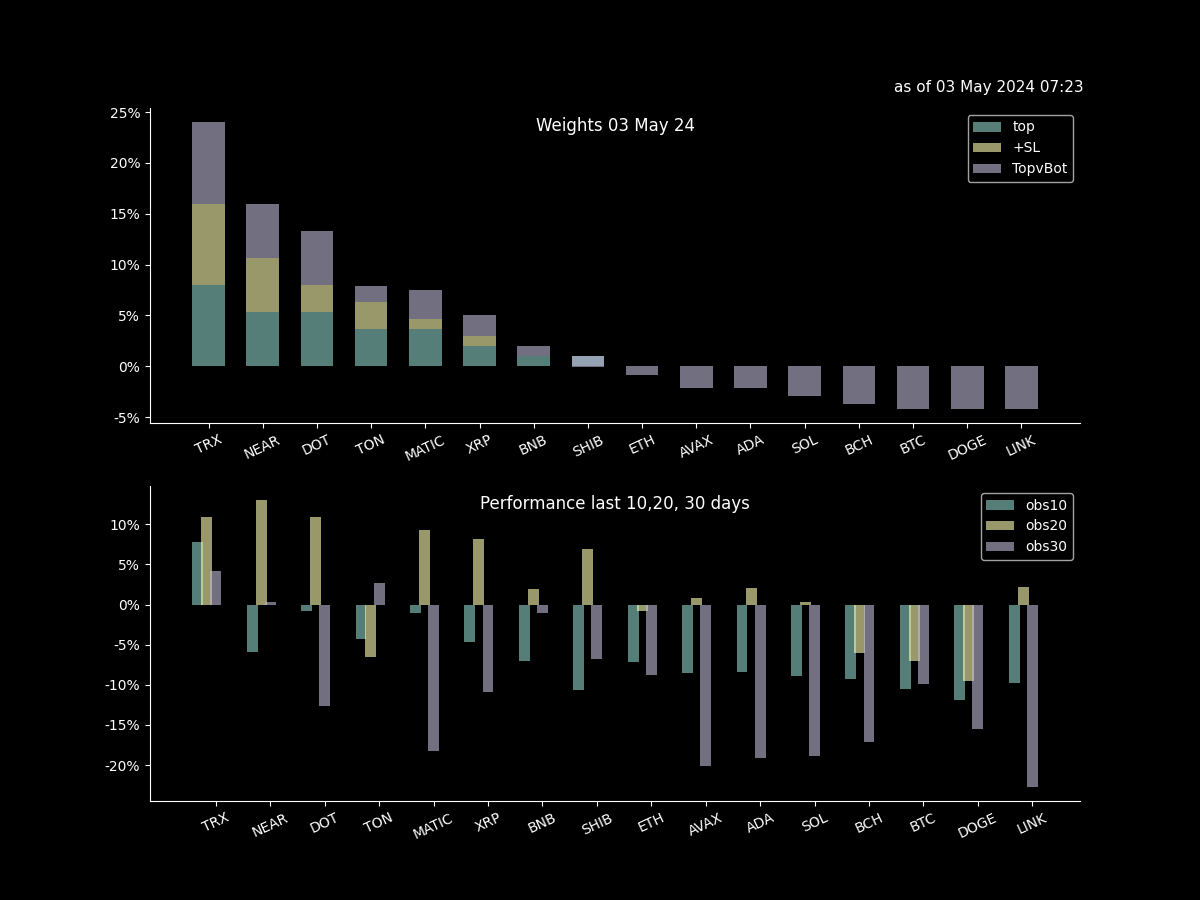 as of 03 May 2024 07:23
Weights 03 May 24
top
+SL
TopvBot
25%
20%
15%
10%
5%
0%
-5%
TRX NEAR DOT TON MATIC XRP BNB SHIB ETH AVAX ADA SOL BCH BTC DOGE LINK
Performance last 10,20, 30 days
obs10
obs20
obs30
10%
5%
0%
-5%
-10%
-15%
-20%
TRX NEAR DOT TON MATIC XRP BNB SHIB ETH AVAX ADA SOL BCH BTC DOGE LINK